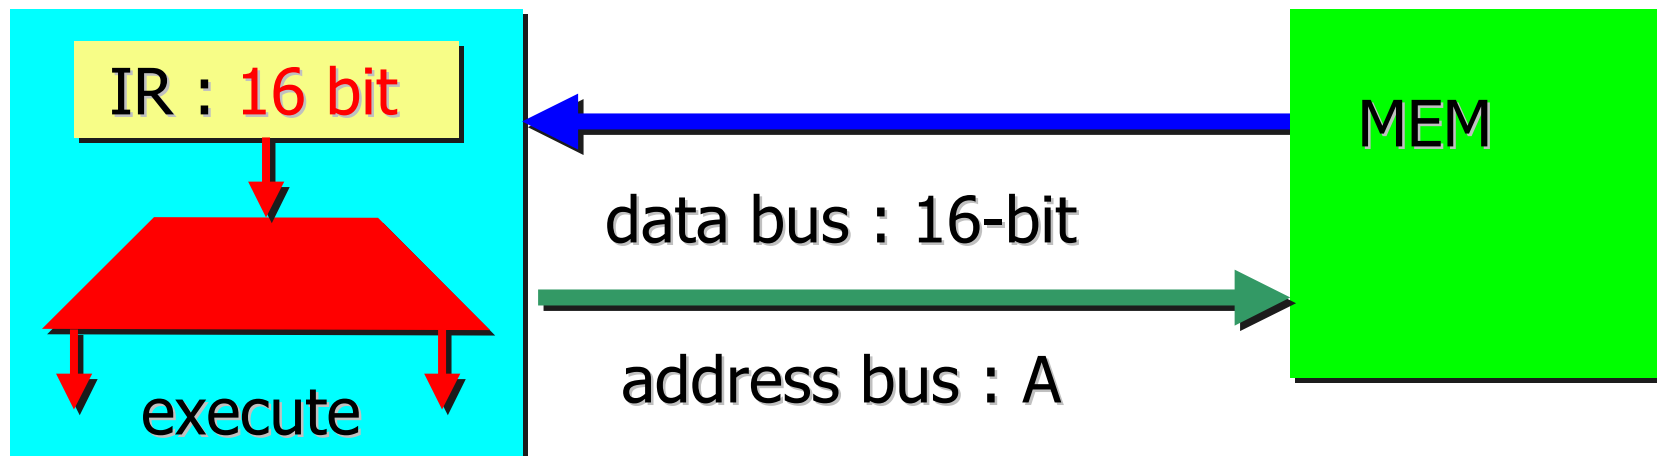 IR : 16 bit
MEM
data bus : 16-bit
address bus : A
execute